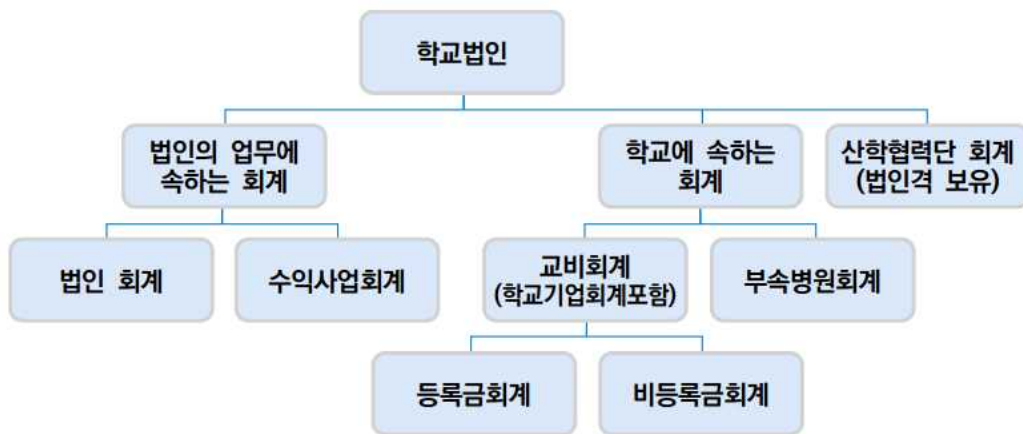 학교법인
법인의 업무에
속하는 회계
학교에 속하는
회계
산학협력단 회계
(법인격 보유)
법인 회계
수익사업회계
교비회계
(학교기업회계포함)
부속병원회계
등록금회계
비등록금회계